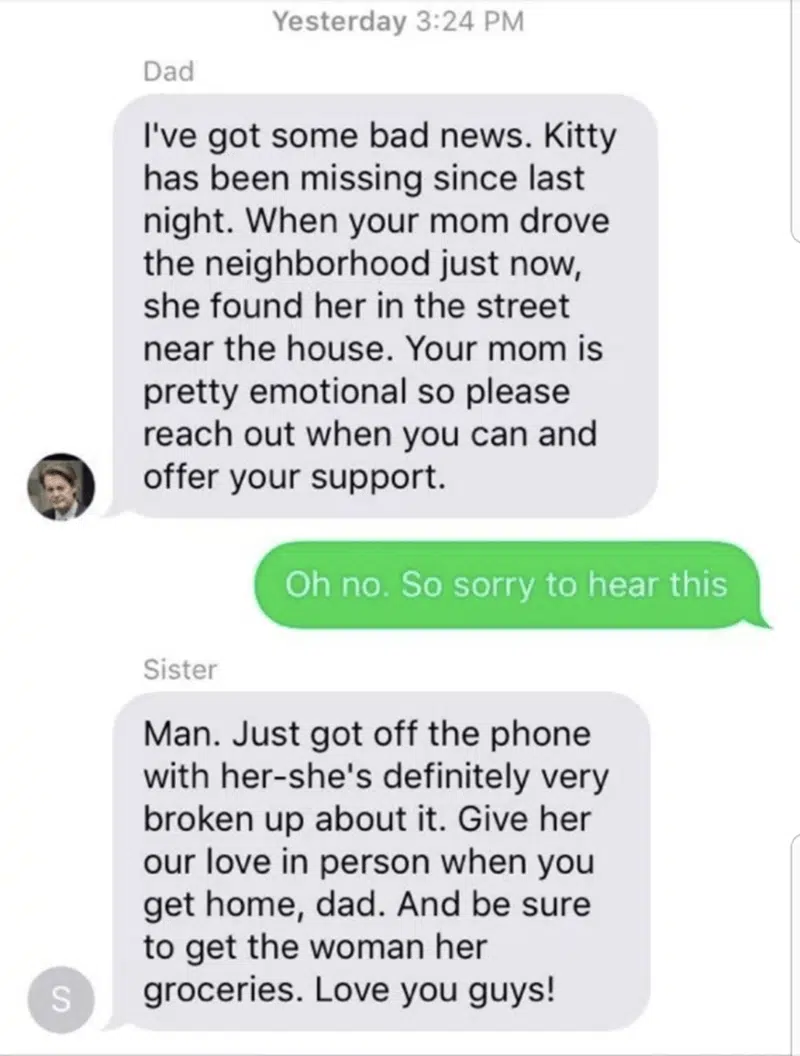 Yesterday 3:24 PM
Dad
I've got some bad news. Kitty
has been missing since last
night. When your mom drove
the neighborhood just now,
she found her in the street
near the house. Your mom is
pretty emotional so please
reach out when you can and
offer your support.
Oh no. So sorry to hear this
Sister
Man. Just got off the phone
with her-she's definitely very
broken up about it. Give her
our love in person when you
get home, dad. And be sure
to get the woman her
groceries. Love you guys!
S